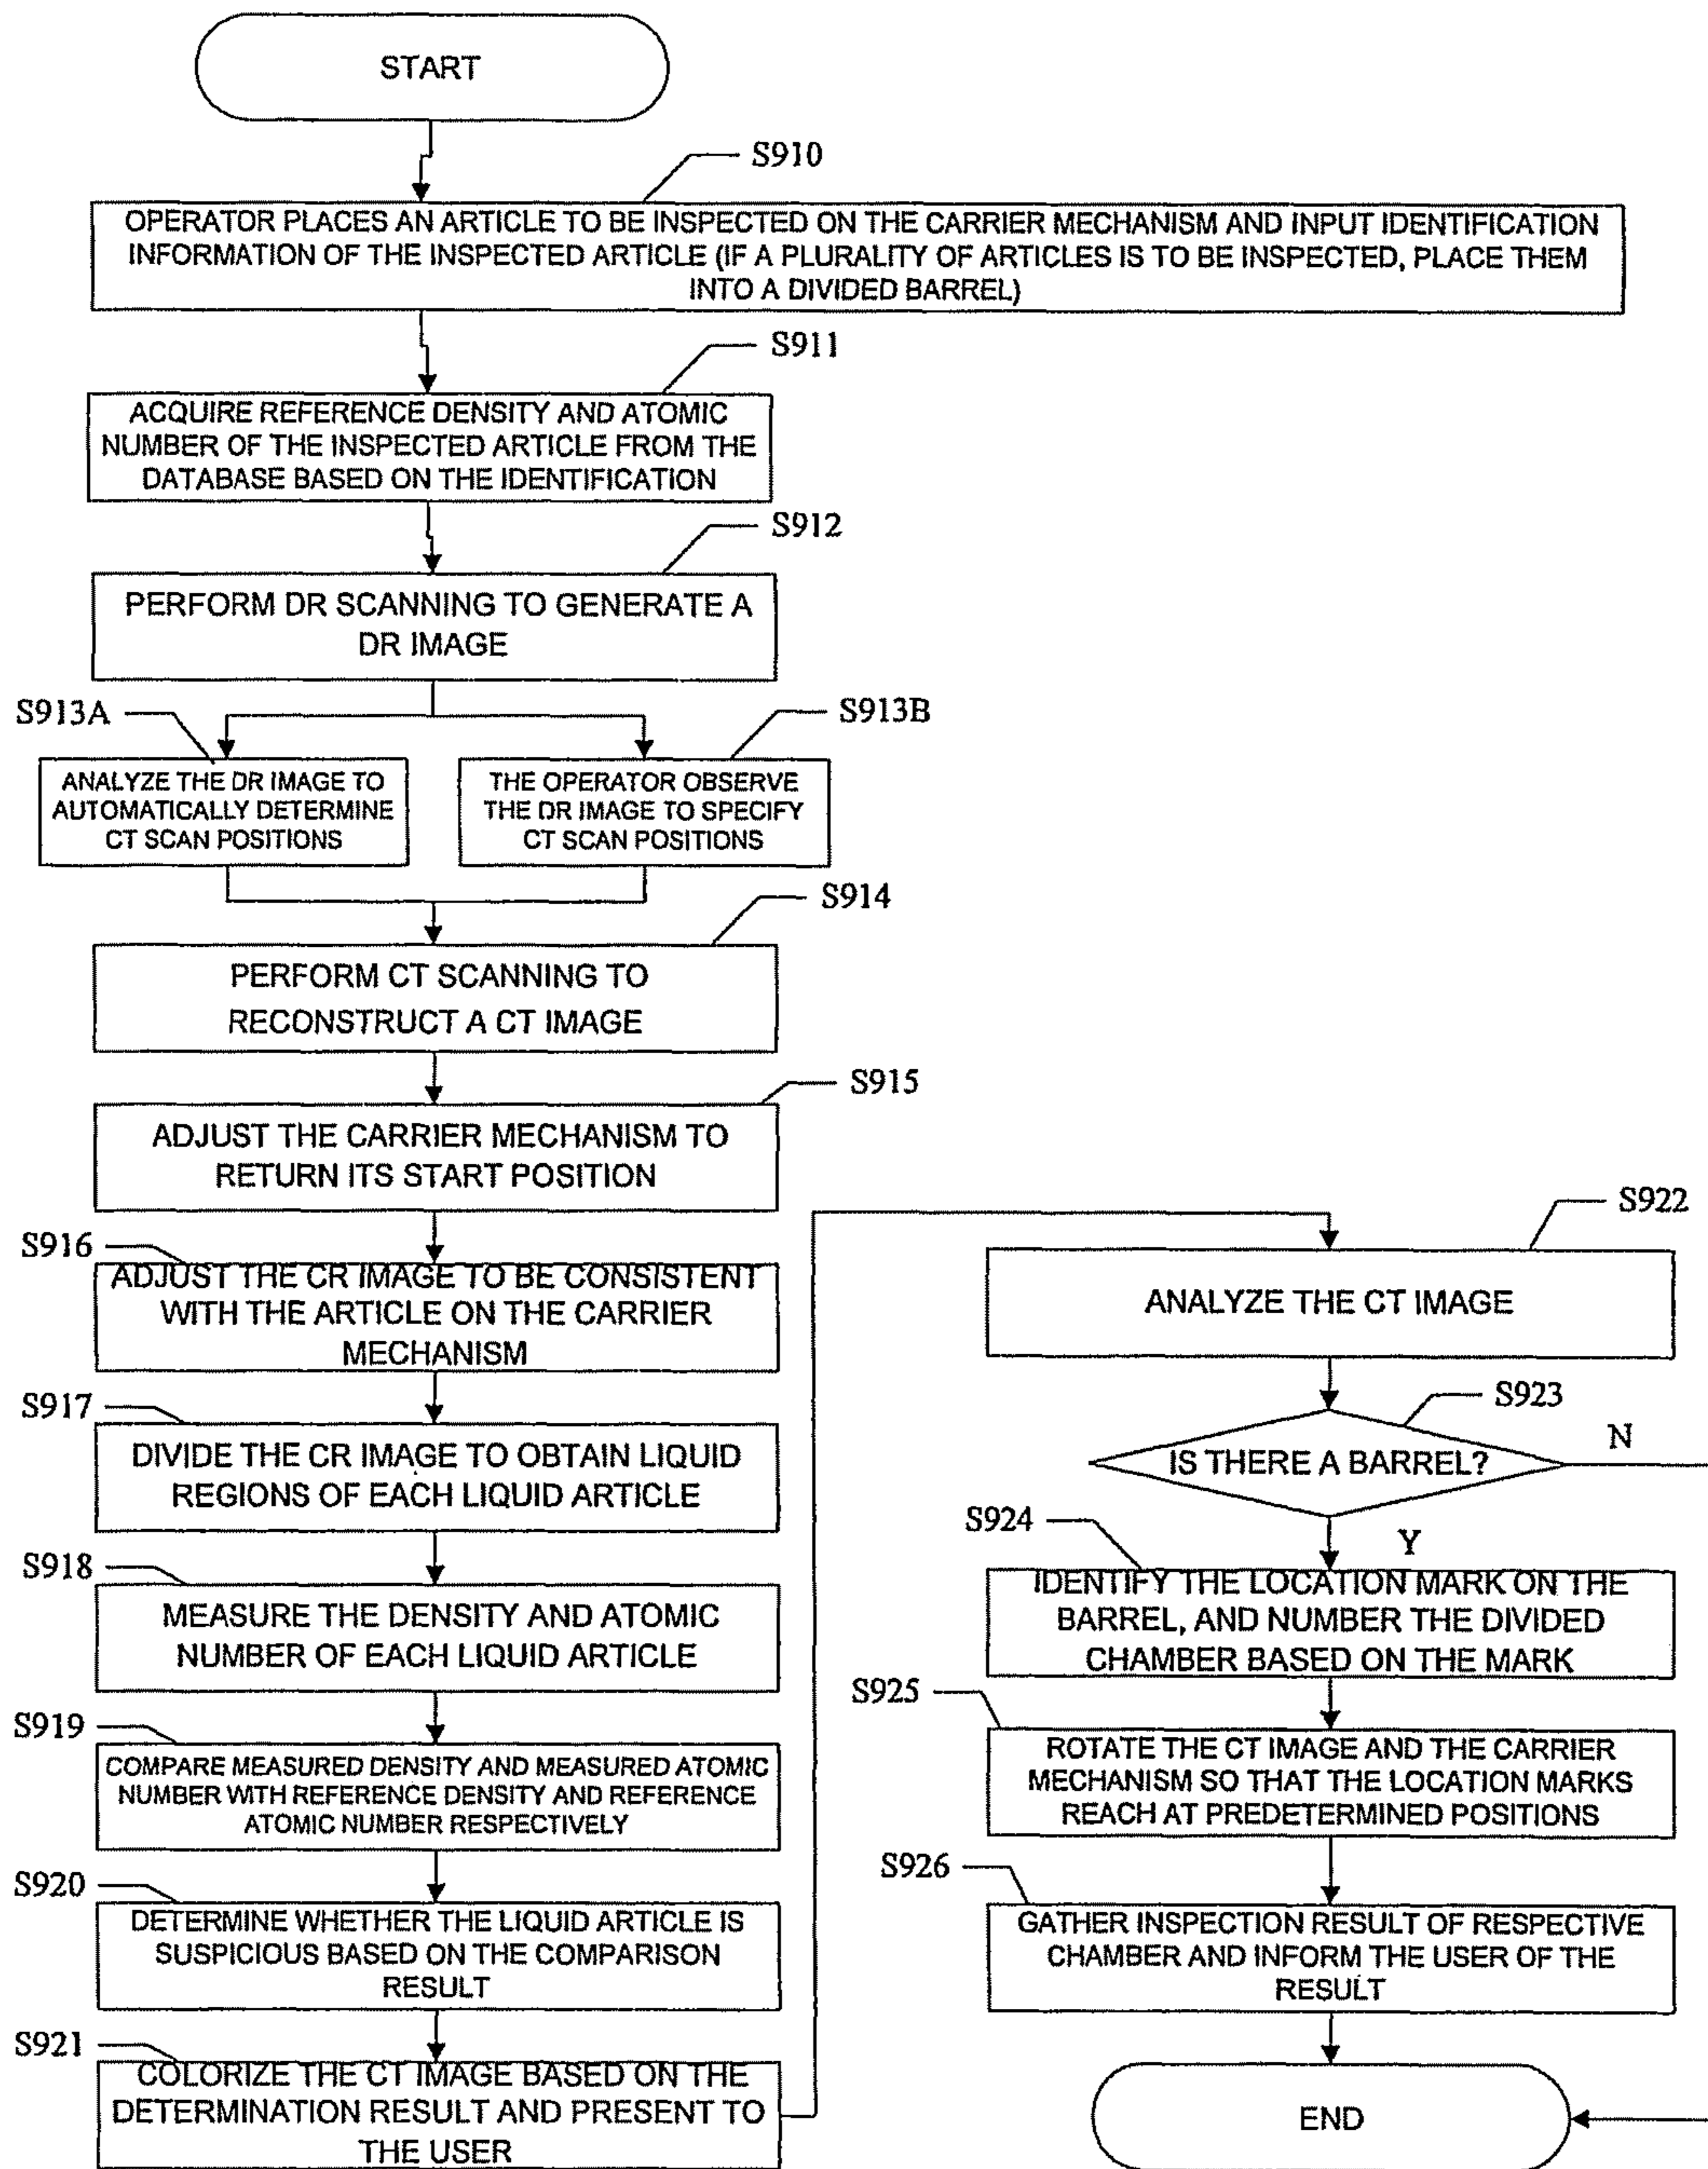 START
S910
OPERATOR PLACES AN ARTICLE TO BE INSPECTED ON THE CARRIER MECHANISM AND INPUT IDENTIFICATION
INFORMATION OF THE INSPECTED ARTICLE (IF A PLURALITY OF ARTICLES IS TO BE INSPECTED, PLACE THEM
INTO A DIVIDED BARREL)
S911
ACQUIRE REFERENCE DENSITY AND ATOMIC
NUMBER OF THE INSPECTED ARTICLE FROM THE
DATABASE BASED ON THE IDENTIFICATION
S912
PERFORM DR SCANNING TO GENERATE A
DR IMAGE
S913A
ANALYZE THE DR IMAGE TO
AUTOMATICALLY DETERMINE
CT SCAN POSITIONS
S913B
THE OPERATOR OBSERVE
THE DR IMAGE TO SPECIFY
CT SCAN POSITIONS
S914
PERFORM CT SCANNING TO
RECONSTRUCT A CT IMAGE
S915
ADJUST THE CARRIER MECHANISM TO
RETURN ITS START POSITION
S916
ADJUST THE CR IMAGE TO BE CONSISTENT
WITH THE ARTICLE ON THE CARRIER
MECHANISM
S917
DIVIDE THE CR IMAGE TO OBTAIN LIQUID
REGIONS OF EACH LIQUID ARTICLE
S918
MEASURE THE DENSITY AND ATOMIC
NUMBER OF EACH LIQUID ARTICLE
S919
COMPARE MEASURED DENSITY AND MEASURED ATOMIC
NUMBER WITH REFERENCE DENSITY AND REFERENCE
ATOMIC NUMBER RESPECTIVELY
S920
DETERMINE WHETHER THE LIQUID ARTICLE IS
SUSPICIOUS BASED ON THE COMPARISON
RESULT
S921
COLORIZE THE CT IMAGE BASED ON THE
DETERMINATION RESULT AND PRESENT TO
THE USER
S922
ANALYZE THE CT IMAGE
S923
IS THERE A BARREL?
N
Y
S924
IDENTIFY THE LOCATION MARK ON THE
BARREL, AND NUMBER THE DIVIDED
CHAMBER BASED ON THE MARK
S925
ROTATE THE CT IMAGE AND THE CARRIER
MECHANISM SO THAT THE LOCATION MARKS
REACH AT PREDETERMINED POSITIONS
S926
GATHER INSPECTION RESULT OF RESPECTIVE
CHAMBER AND INFORM THE USER OF THE
RESULT
END